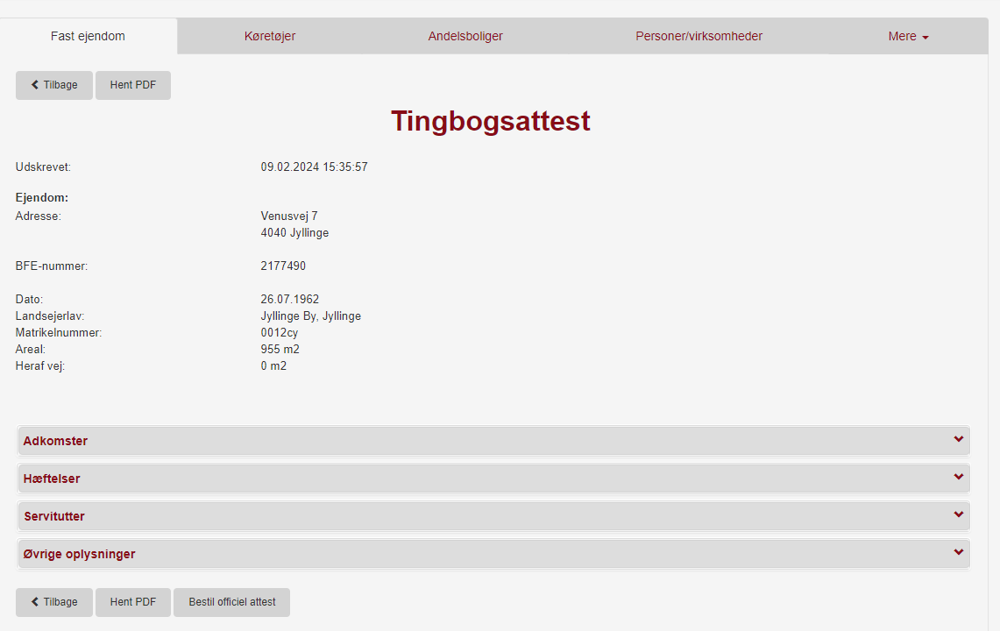 Fast ejendom Køretøjer Andelsboliger Personer/virksomheder Mere
Tilbage Hent PDF
Tingbogsattest
Udskrevet: 09.02.2024 15:35:57
Ejendom:
Adresse: Venusvej 7
4040 Jyllinge
BFE-nummer: 2177490
Dato: 26.07.1962
Landsejerlav: Jyllinge By, Jyllinge
Matrikelnummer: 0012cy
Areal: 955 m2
Heraf vej: 0 m2
Adkomster
Hæftelser
Servitutter
Øvrige oplysninger
Tilbage Hent PDF Bestil officiel attest